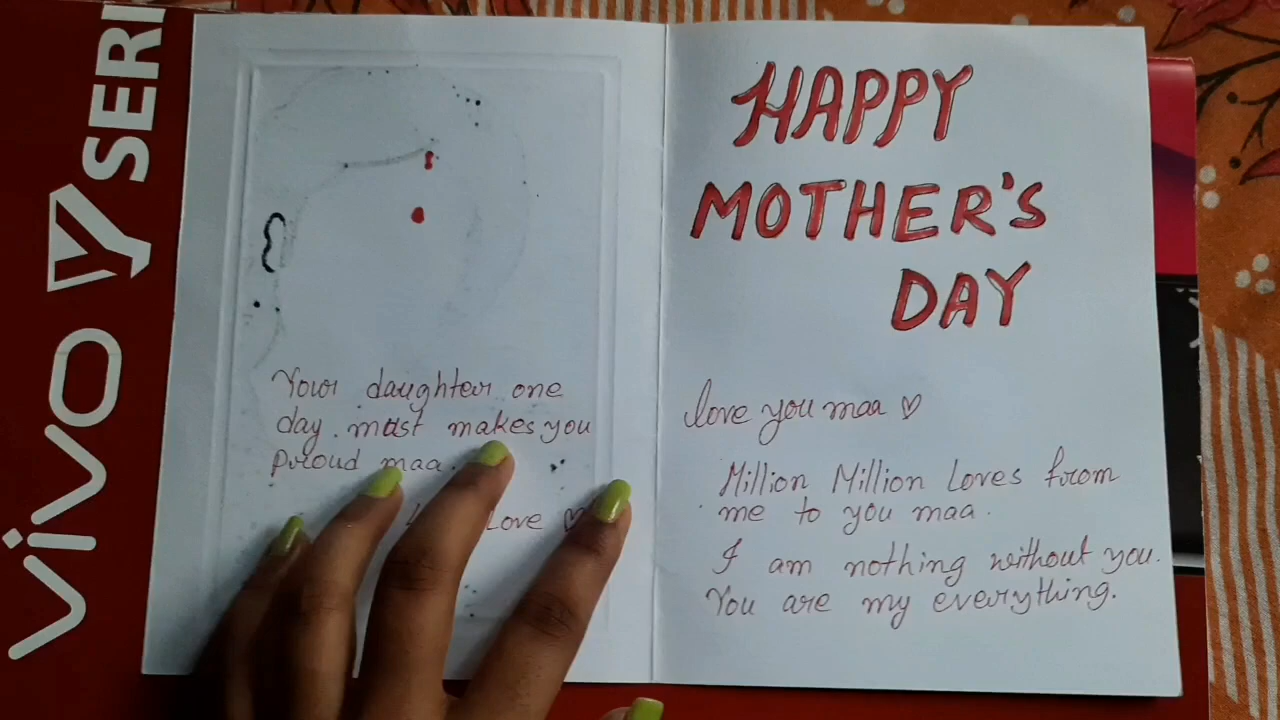 vivo Y SERI
Your daughter one
day must makes you
proud maa.
Love ♡
HAPPY
MOTHER'S
DAY
love you maa ♡
Million Million Loves from
me to you maa.
I am nothing without you.
You are my everything.